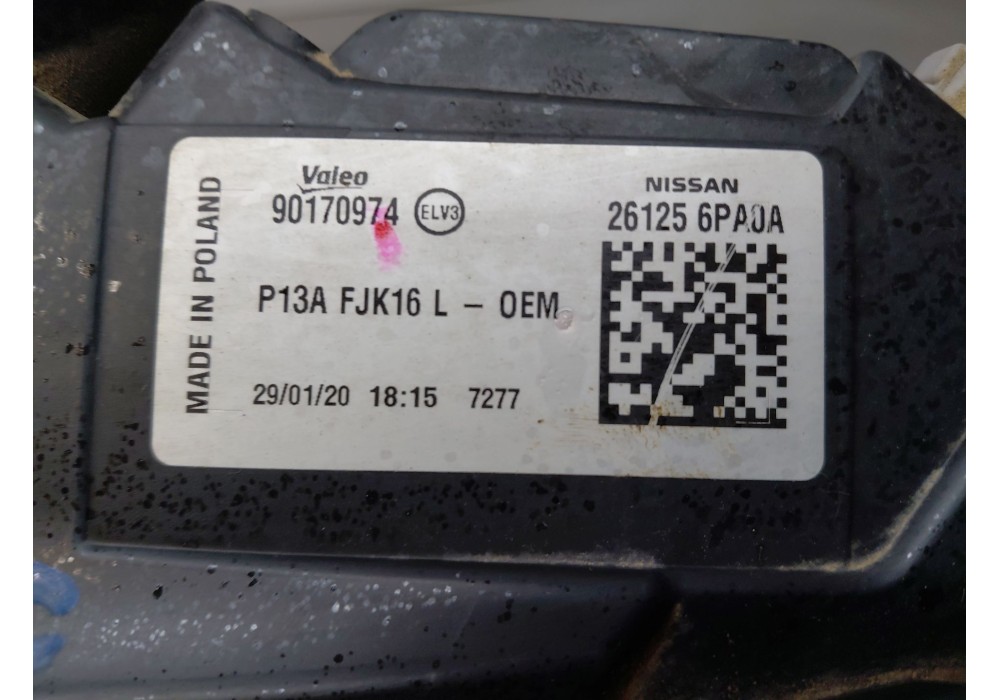 MADE IN POLAND
Valeo
90170974 ELV3
P13A FJK16 L – OEM
29/01/20 18:15 7277
NISSAN
26125 6PA0A